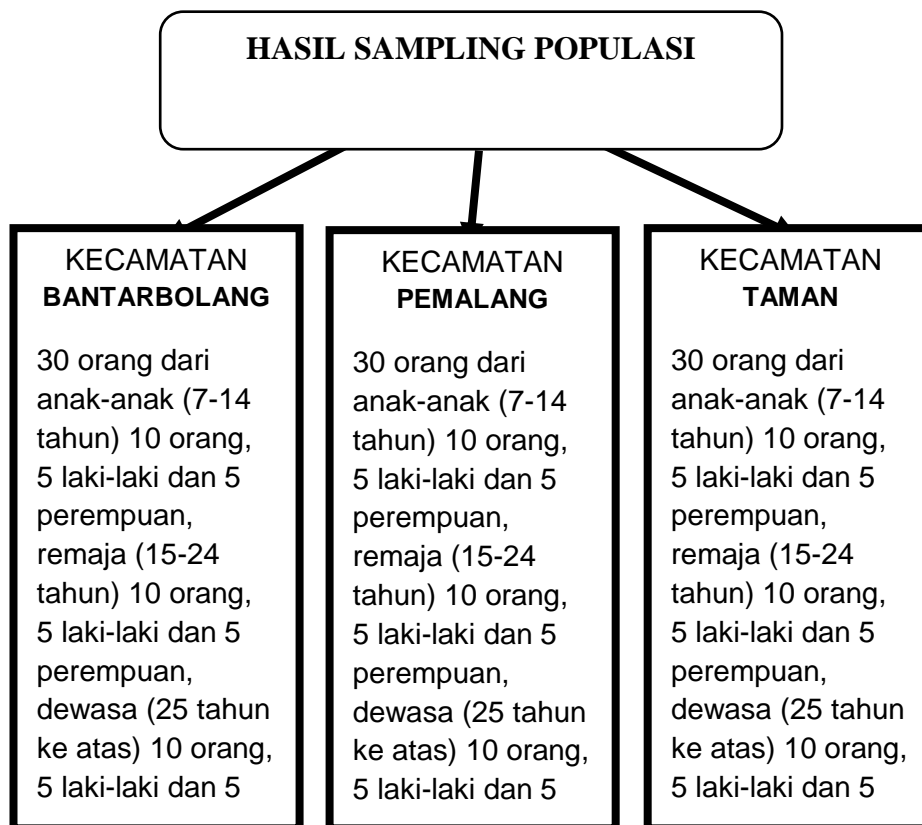 HASIL SAMPLING POPULASI
KECAMATAN
BANTARBOLANG
30 orang dari
anak-anak (7-14
tahun) 10 orang,
5 laki-laki dan 5
perempuan,
remaja (15-24
tahun) 10 orang,
5 laki-laki dan 5
perempuan,
dewasa (25 tahun
ke atas) 10 orang,
5 laki-laki dan 5
KECAMATAN
PEMALANG
30 orang dari
anak-anak (7-14
tahun) 10 orang,
5 laki-laki dan 5
perempuan,
remaja (15-24
tahun) 10 orang,
5 laki-laki dan 5
perempuan,
dewasa (25 tahun
ke atas) 10 orang,
5 laki-laki dan 5
KECAMATAN
TAMAN
30 orang dari
anak-anak (7-14
tahun) 10 orang,
5 laki-laki dan 5
perempuan,
remaja (15-24
tahun) 10 orang,
5 laki-laki dan 5
perempuan,
dewasa (25 tahun
ke atas) 10 orang,
5 laki-laki dan 5